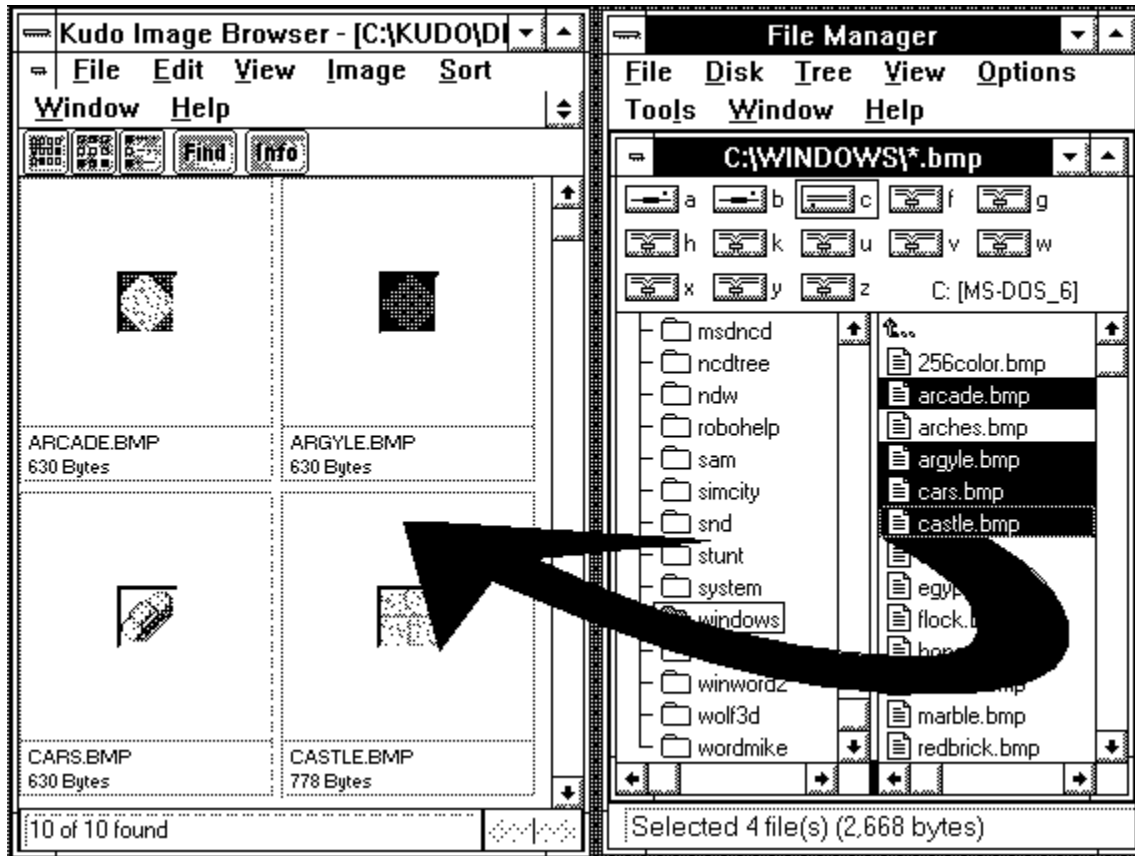 Kudo Image Browser - [C:\KUDO\DI
File Edit View Image Sort
Window Help
Find Info
ARCADE.BMP
630 Bytes
ARGYLE.BMP
630 Bytes
CARS.BMP
630 Bytes
CASTLE.BMP
778 Bytes
10 of 10 found
File Manager
File Disk Tree View Options
Tools Window Help
C:\WINDOWS\*.bmp
a b c f g
h k u v w
x y z C: [MS-DOS_6]
msdncd
ncdtree
ndw
robohelp
sam
simcity
snd
stunt
system
windows
winword2
wolf3d
wordmike
..
256color.bmp
arcade.bmp
arches.bmp
argyle.bmp
cars.bmp
castle.bmp
marble.bmp
redbrick.bmp
Selected 4 file(s) (2,668 bytes)